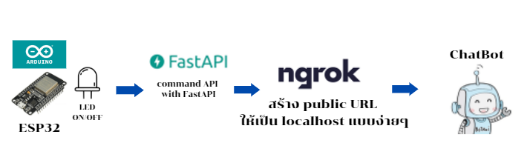 ARDUINO
LED
ON/OFF
ESP32
FastAPI
command API
with FastAPI
ngrok
สร้าง public URL
ให้เป็น localhost แบบง่ายๆ
ChatBot